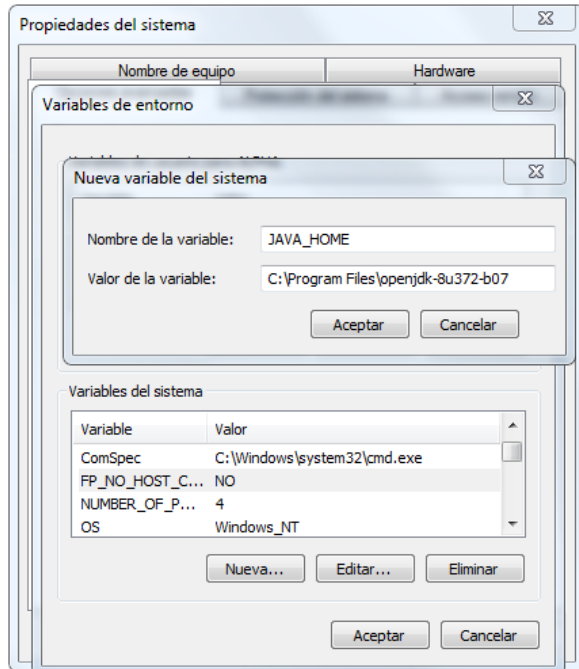 Propiedades del sistema
Nombre de equipo Hardware
Variables de entorno
Nueva variable del sistema
Nombre de la variable: JAVA_HOME
Valor de la variable: C:\Program Files\openjdk-8u372-b07
Aceptar Cancelar
Variables del sistema
Variable Valor
ComSpec C:\Windows\system32\cmd.exe
FP_NO_HOST_C... NO
NUMBER_OF_P... 4
OS Windows_NT
Nueva... Editar... Eliminar
Aceptar Cancelar